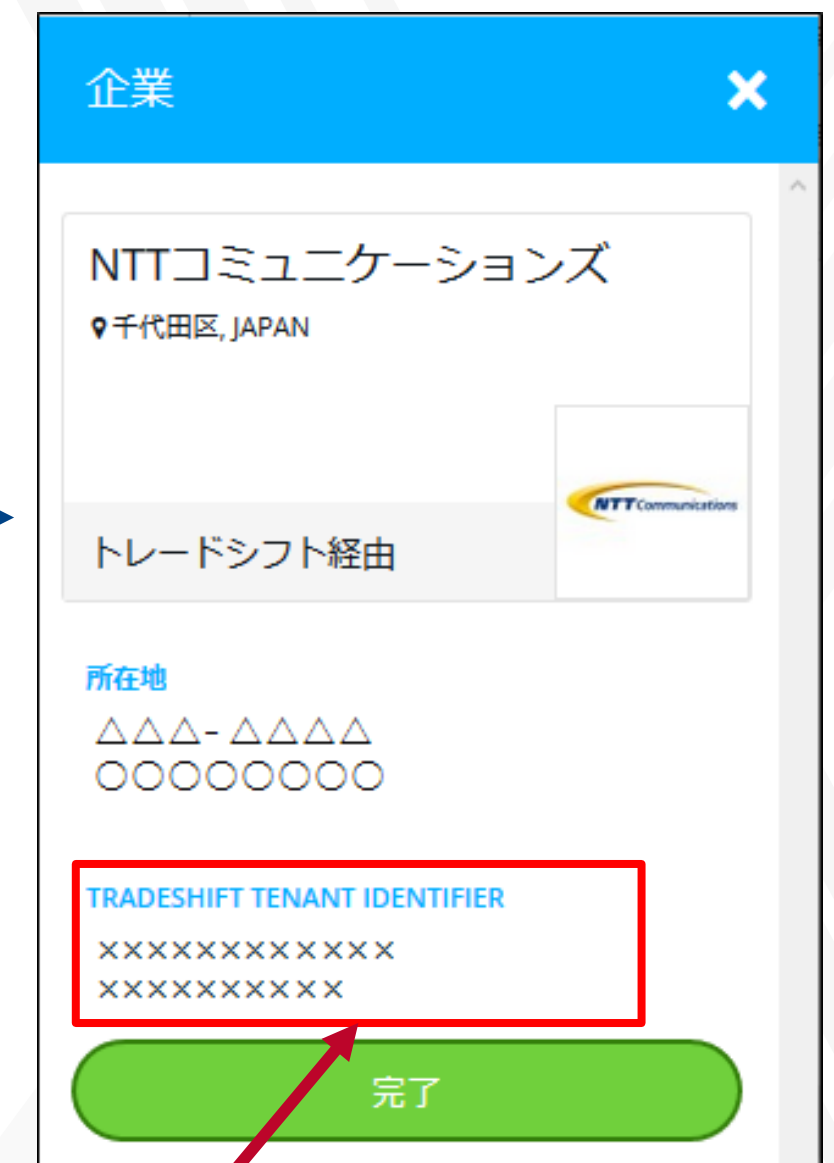 企業
NTTコミュニケーションズ
千代田区, JAPAN
NTT Communications
トレードシフト経由
所在地
△△△-△△△△
○○○○○○○○
TRADESHIFT TENANT IDENTIFIER
××××××××××××
××××××××××
完了